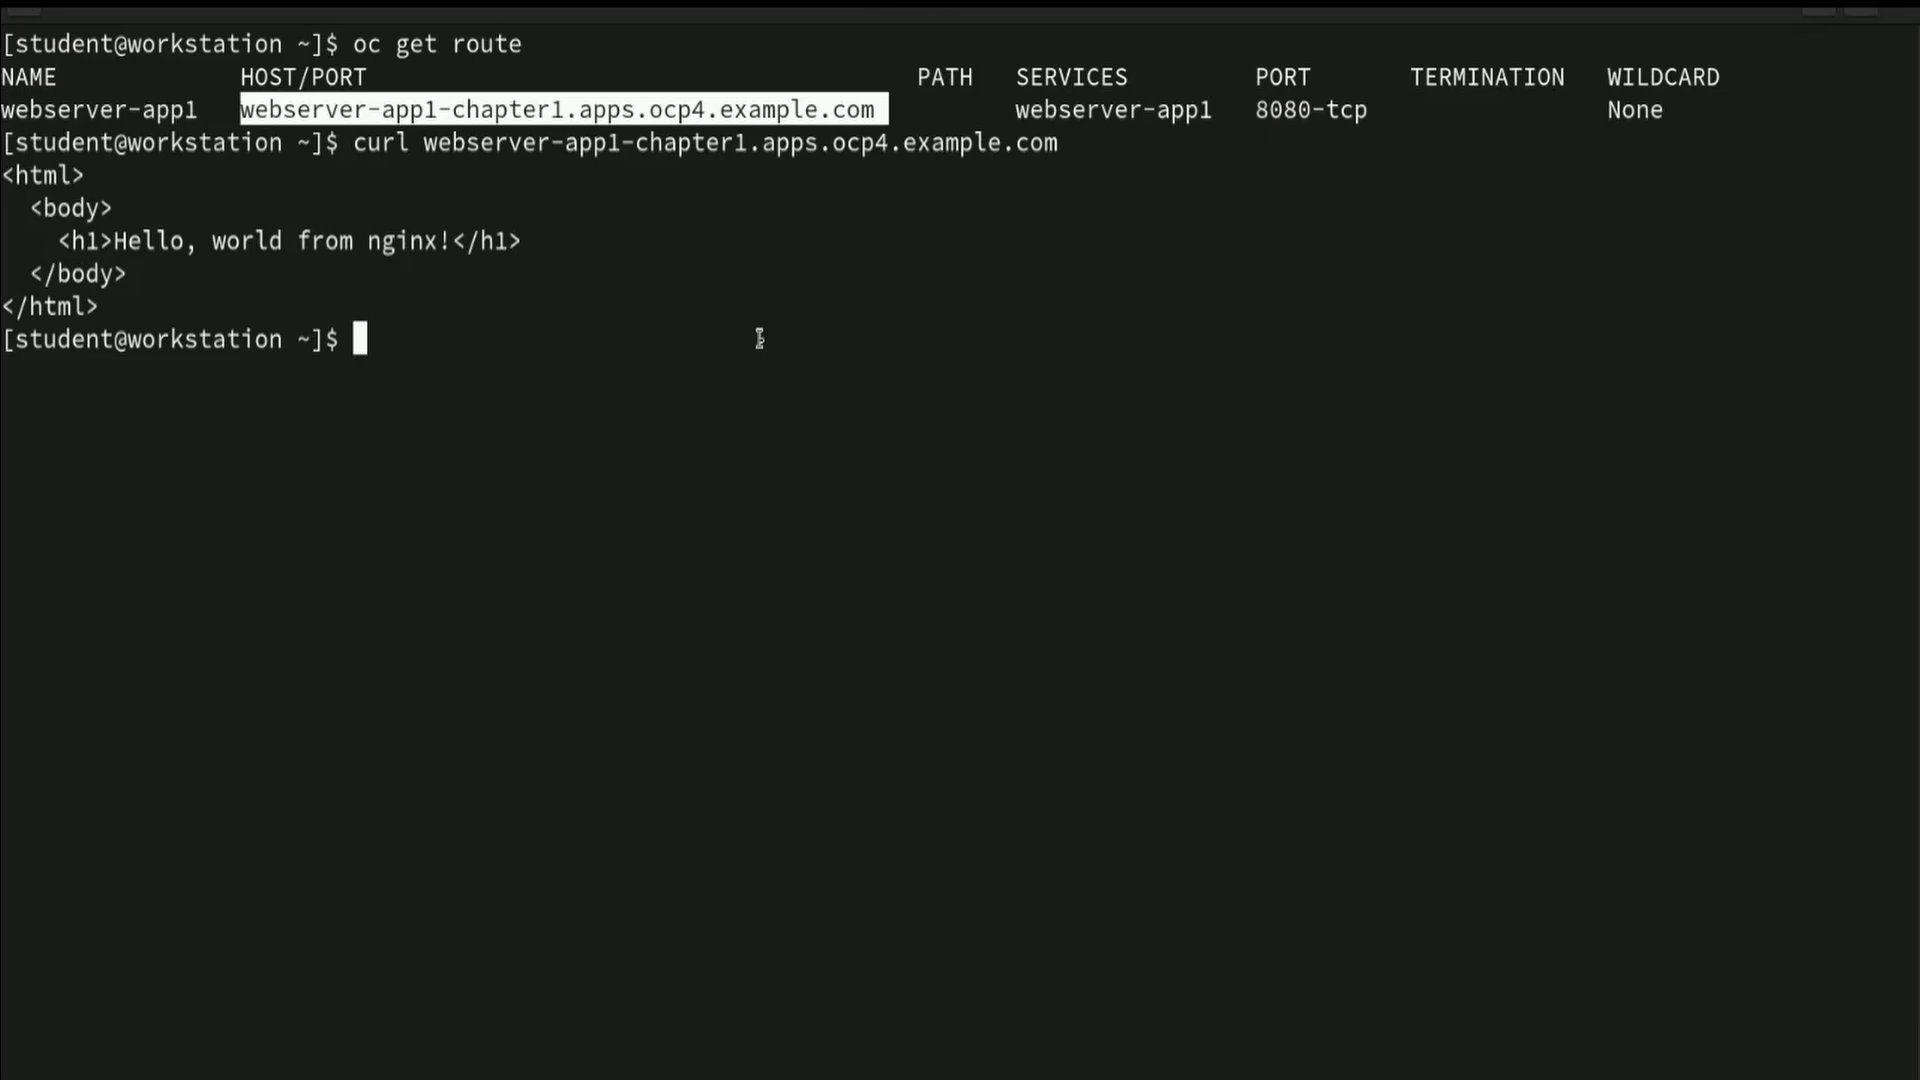 [student@workstation ~]$ oc get route
NAME HOST/PORT PATH SERVICES PORT TERMINATION WILDCARD
webserver-app1 webserver-app1-chapter1.apps.ocp4.example.com webserver-app1 8080-tcp None
[student@workstation ~]$ curl webserver-app1-chapter1.apps.ocp4.example.com
<html>
  <body>
    <h1>Hello, world from nginx!</h1>
  </body>
</html>
[student@workstation ~]$